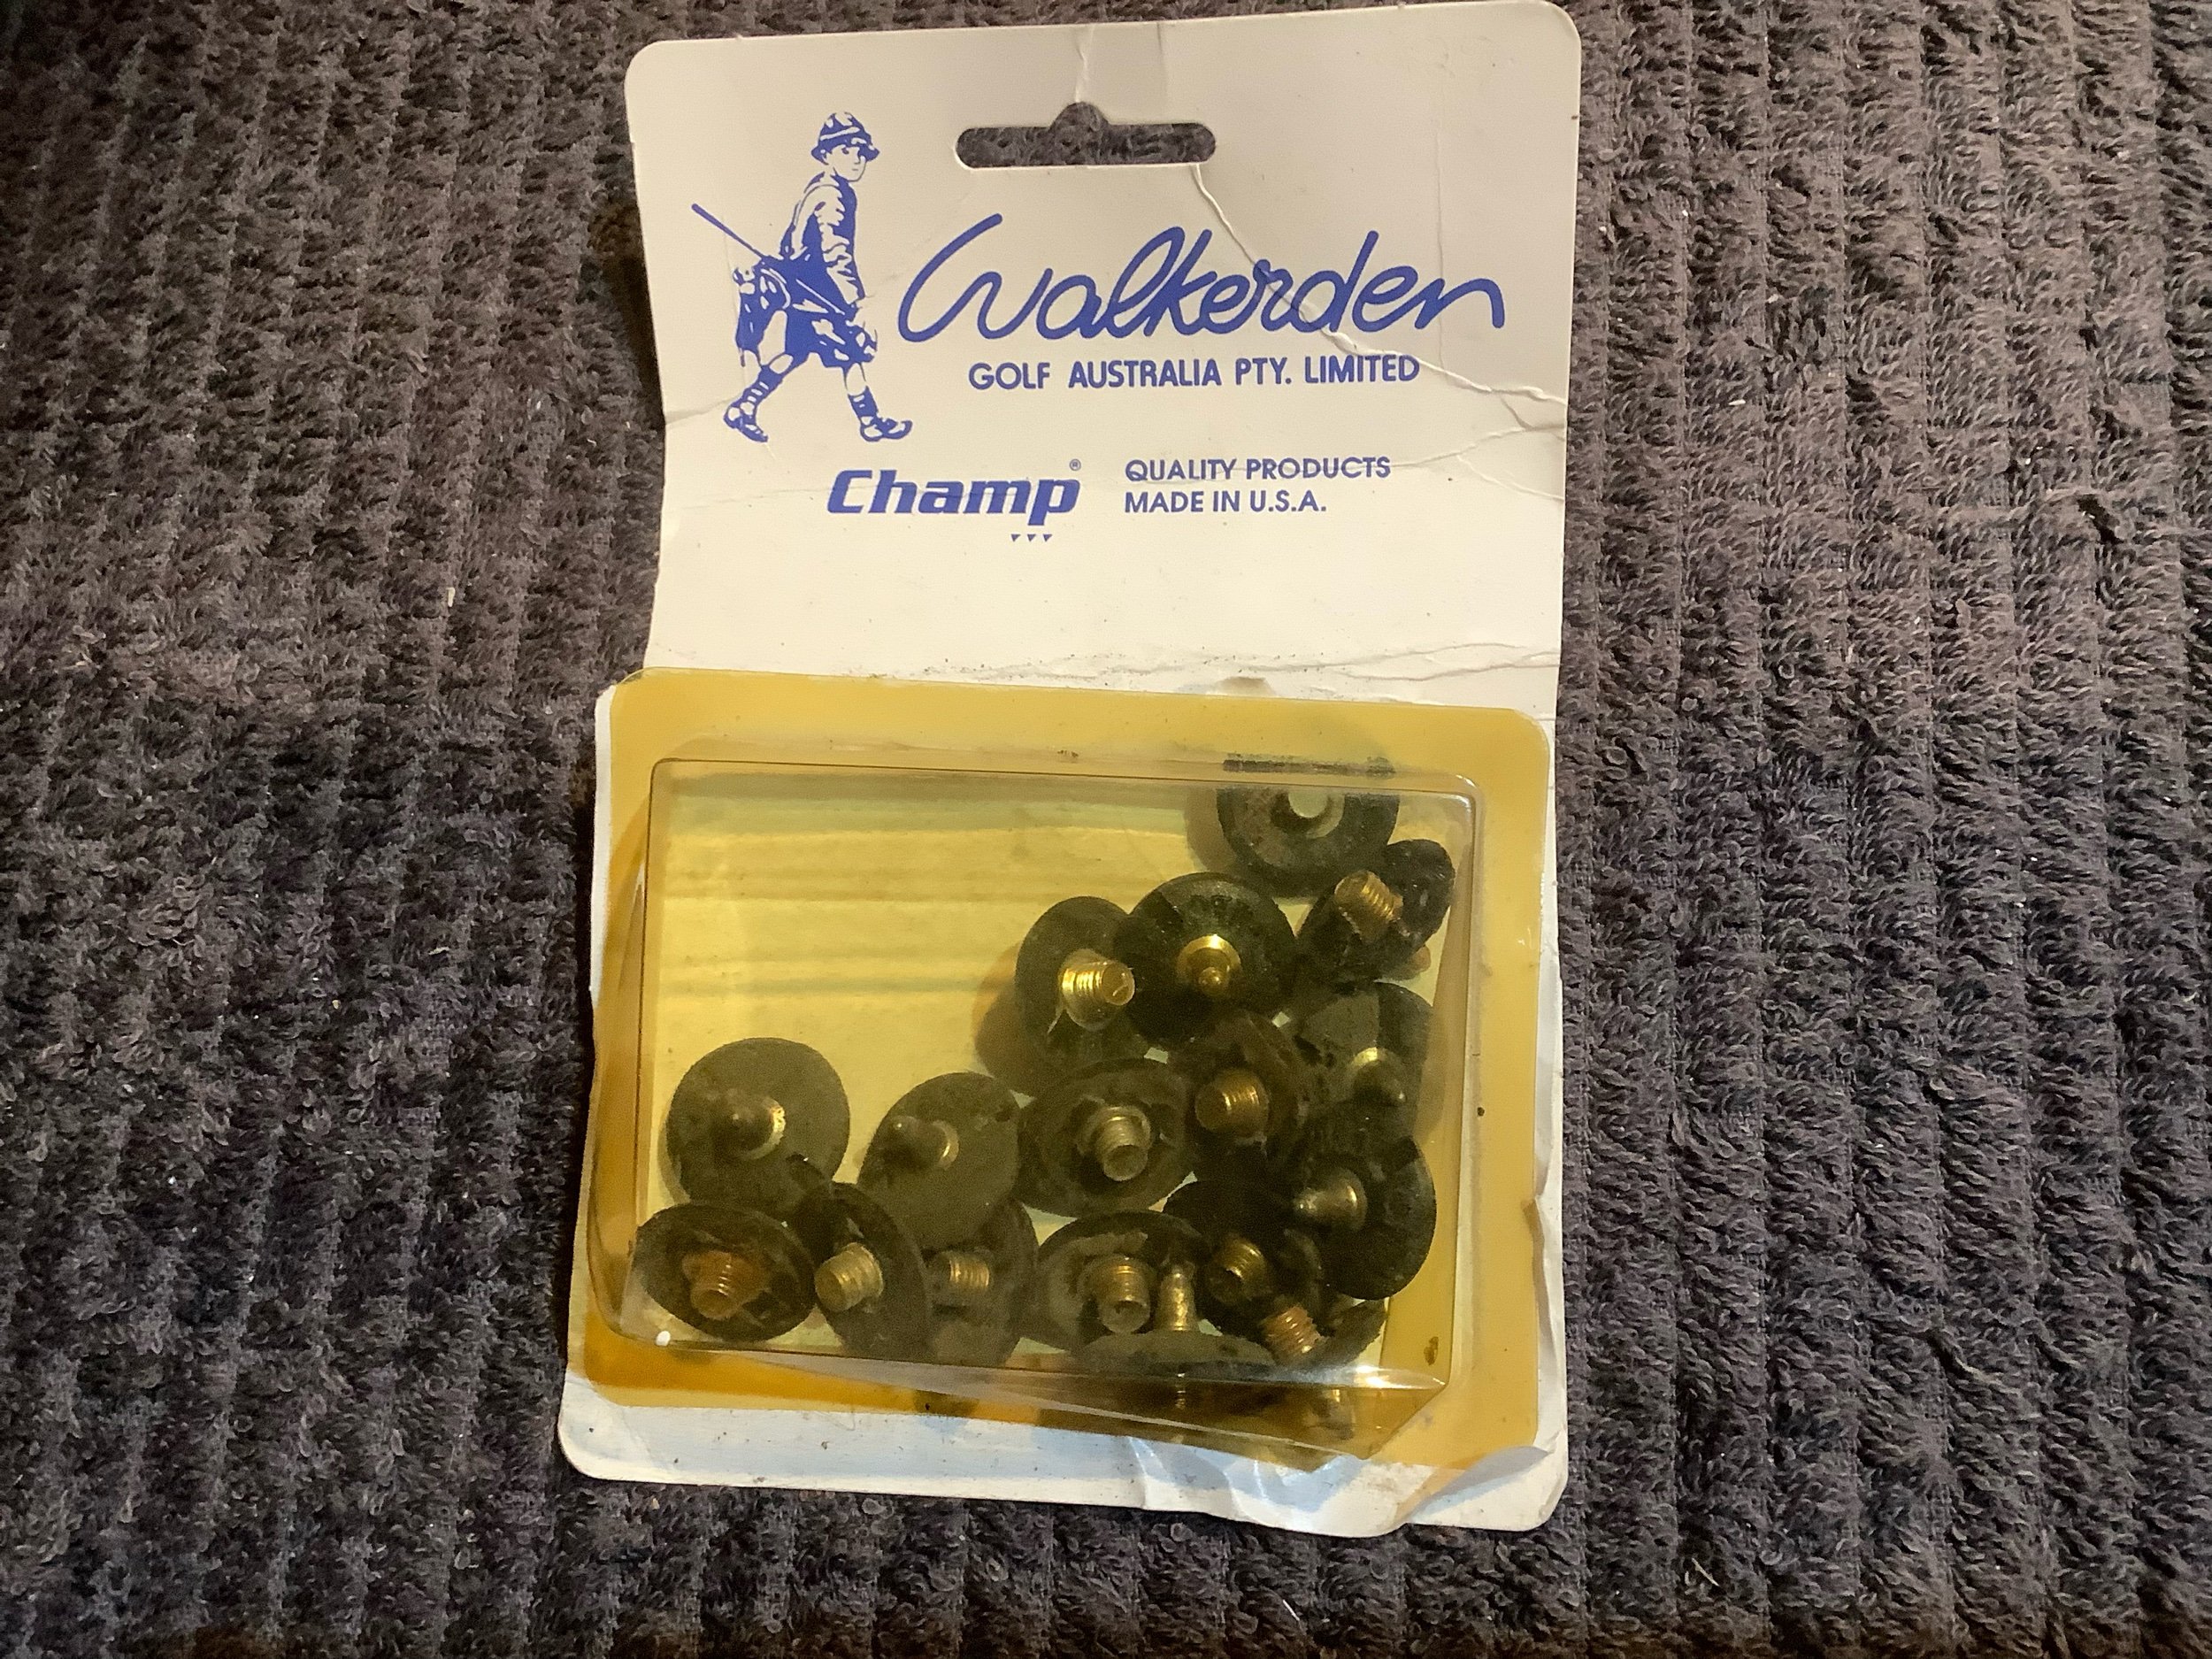 Walkerden
GOLF AUSTRALIA PTY. LIMITED
Champ®
QUALITY PRODUCTS
MADE IN U.S.A.